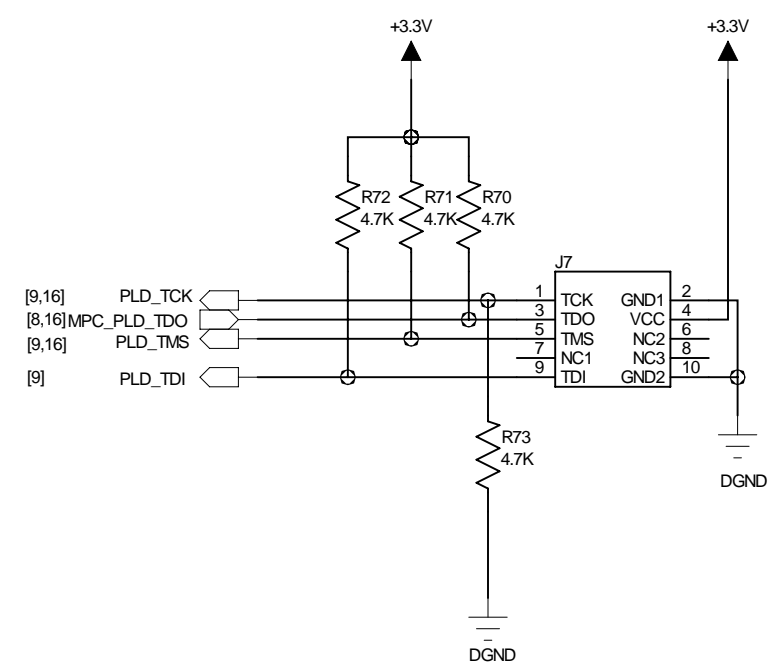 +3.3V
+3.3V
R72
4.7K
R71
4.7K
R70
4.7K
J7
[9,16] PLD_TCK
[8,16] MPC_PLD_TDO
[9,16] PLD_TMS
[9] PLD_TDI
1 TCK GND1 2
3 TDO VCC 4
5 TMS NC2 6
7 NC1 NC3 8
9 TDI GND2 10
R73
4.7K
DGND
DGND